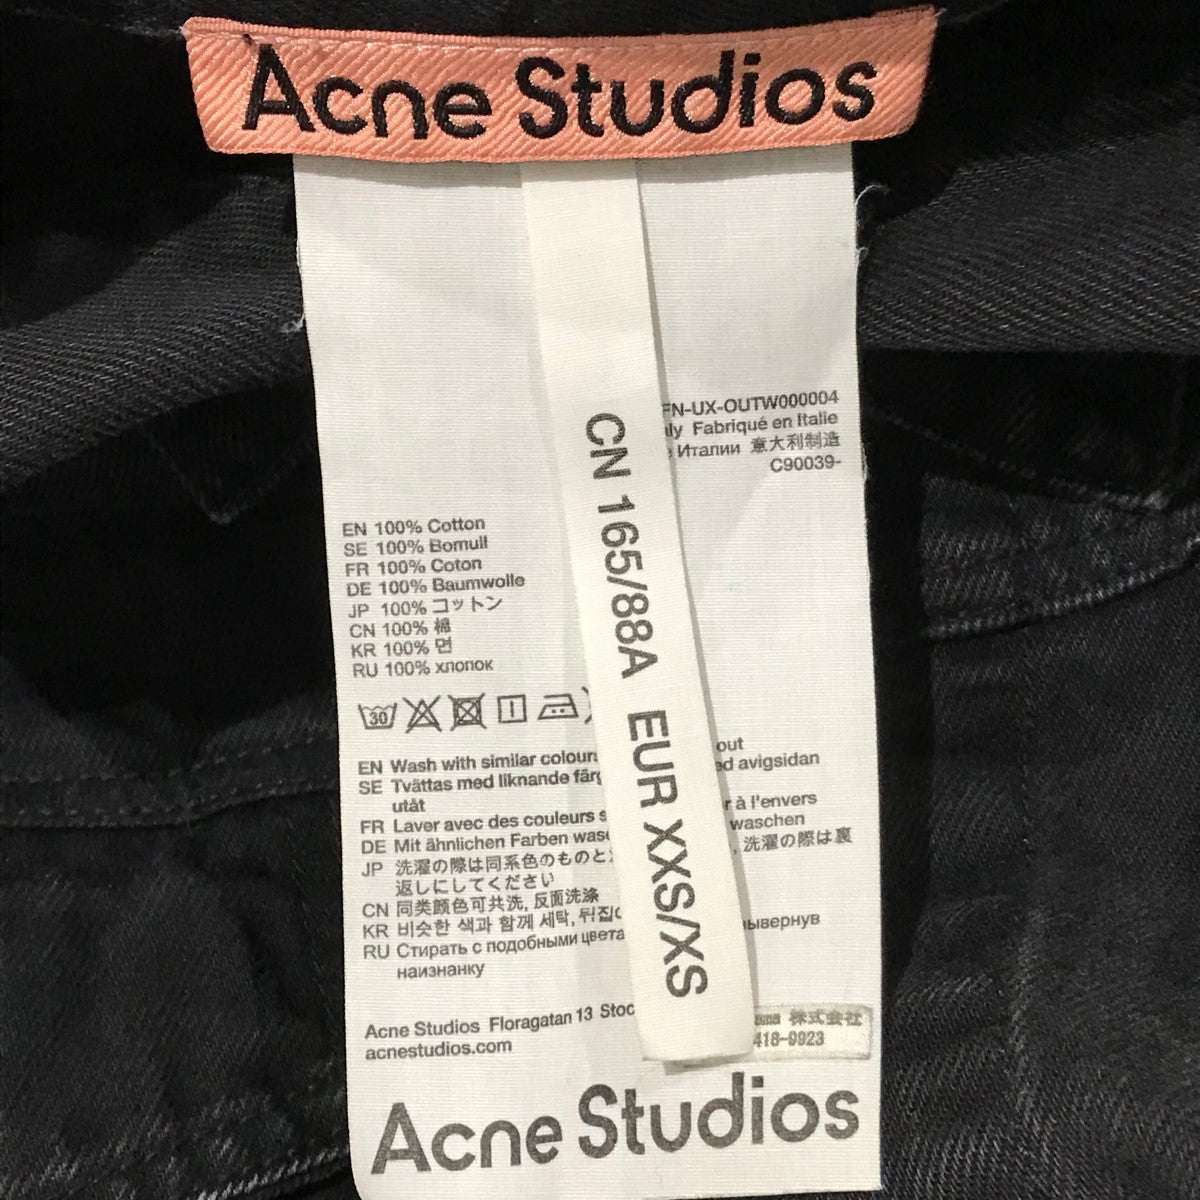 Acne Studios
FN-UX-OUTW000004
Fabriqué en Italie
Италии 意大利制造
C90039-
CN 165/88A EUR XXS/XS
EN 100% Cotton
SE 100% Bomull
FR 100% Coton
DE 100% Baumwolle
JP 100% コットン
CN 100% 棉
KR 100% 면
RU 100% хлопок
30
EN Wash with similar colours out
SE Tvättas med liknande färg avigsidan
utåt
FR Laver avec des couleurs à l'envers
DE Mit ähnlichen Farben waschen
JP 洗濯の際は同系色のものと 、洗濯の際は裏
返しにしてください
CN 同类颜色可共洗, 反面洗涤
KR 비슷한 색과 함께 세탁, 뒤집
RU Стирать с подобными цвета вывернув
наизнанку
Acne Studios Floragatan 13
acnestudios.com
株式会社
418-9923
Acne Studios